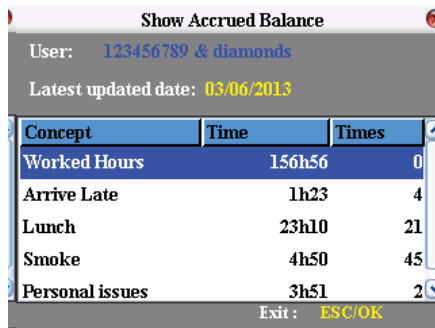 Show Accrued Balance
User: 123456789 & diamonds
Latest updated date: 03/06/2013
Concept Time Times
Worked Hours 156h56 0
Arrive Late 1h23 4
Lunch 23h10 21
Smoke 4h50 45
Personal issues 3h51 2
Exit : ESC/OK